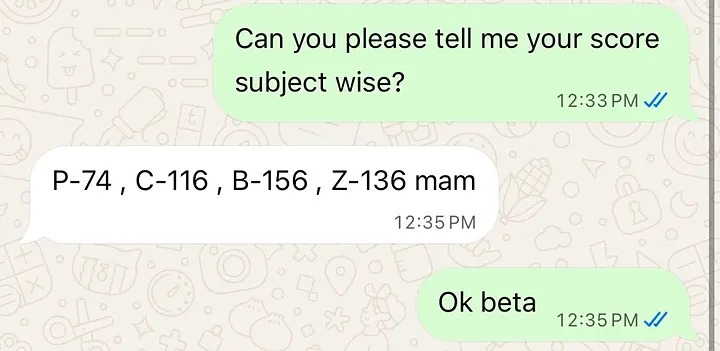 Can you please tell me your score
subject wise?
12:33 PM
P-74 , C-116 , B-156 , Z-136 mam
12:35 PM
Ok beta
12:35 PM